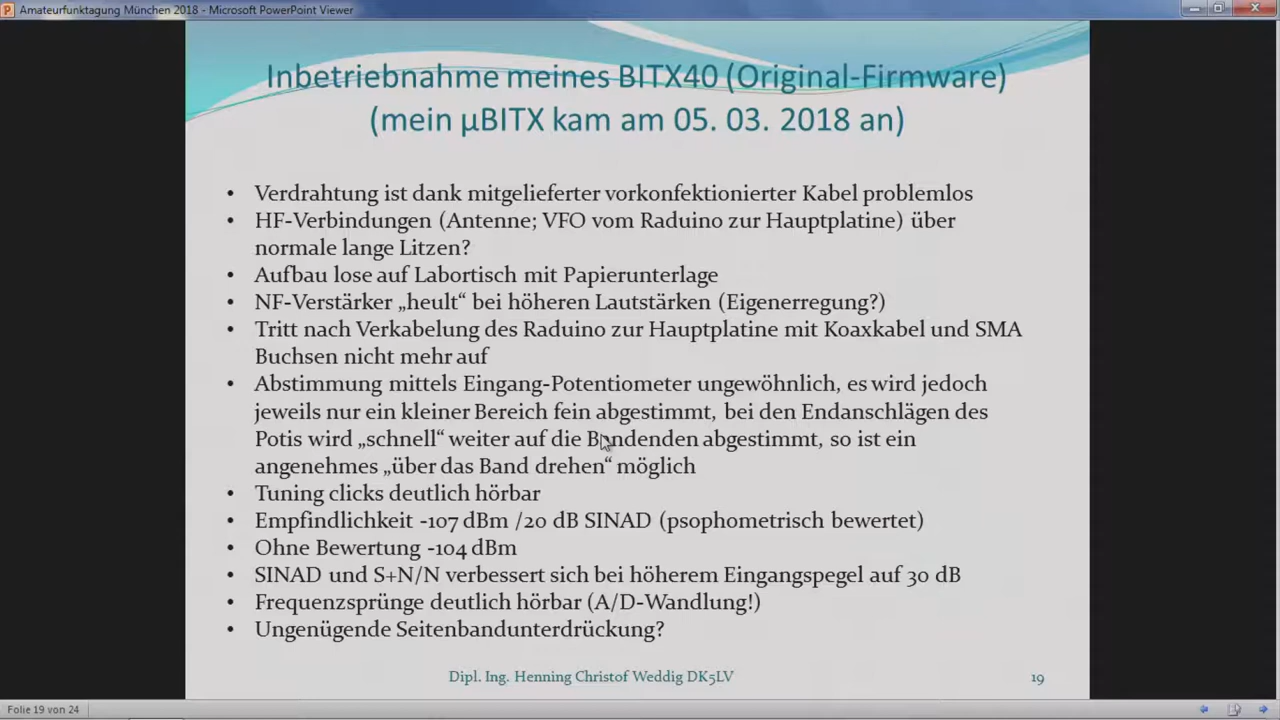 Amateurfunktagung München 2018 - Microsoft PowerPoint Viewer
Inbetriebnahme meines BITX40 (Original-Firmware)
(mein µBITX kam am 05. 03. 2018 an)
• Verdrahtung ist dank mitgelieferter vorkonfektionierter Kabel problemlos
• HF-Verbindungen (Antenne; VFO vom Raduino zur Hauptplatine) über
normale lange Litzen?
• Aufbau lose auf Labortisch mit Papierunterlage
• NF-Verstärker „heult“ bei höheren Lautstärken (Eigenerregung?)
• Tritt nach Verkabelung des Raduino zur Hauptplatine mit Koaxkabel und SMA
Buchsen nicht mehr auf
• Abstimmung mittels Eingang-Potentiometer ungewöhnlich, es wird jedoch
jeweils nur ein kleiner Bereich fein abgestimmt, bei den Endanschlägen des
Potis wird „schnell“ weiter auf die Bandenden abgestimmt, so ist ein
angenehmes „über das Band drehen“ möglich
• Tuning clicks deutlich hörbar
• Empfindlichkeit -107 dBm /20 dB SINAD (psophometrisch bewertet)
• Ohne Bewertung -104 dBm
• SINAD und S+N/N verbessert sich bei höherem Eingangspegel auf 30 dB
• Frequenzsprünge deutlich hörbar (A/D-Wandlung!)
• Ungenügende Seitenbandunterdrückung?
Dipl. Ing. Henning Christof Weddig DK5LV
19
Folie 19 von 24